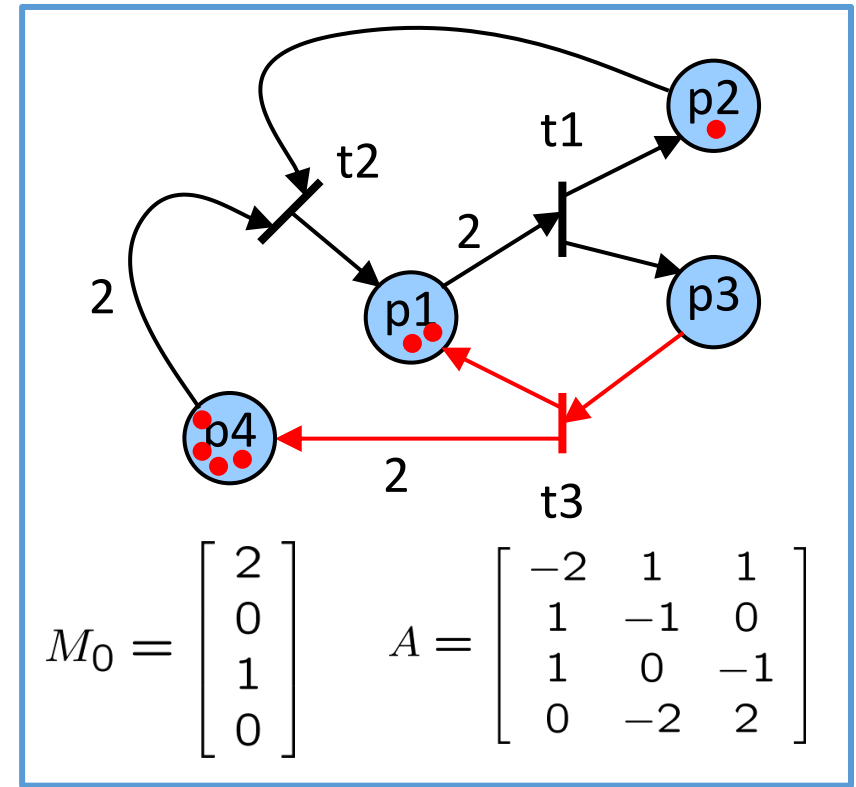 p2
t1
t2
2
2
p1
p3
p4
2
t3
M₀ = [ 2 0 1 0 ]
A = [ −2 1 1
1 −1 0
1 0 −1
0 −2 2 ]